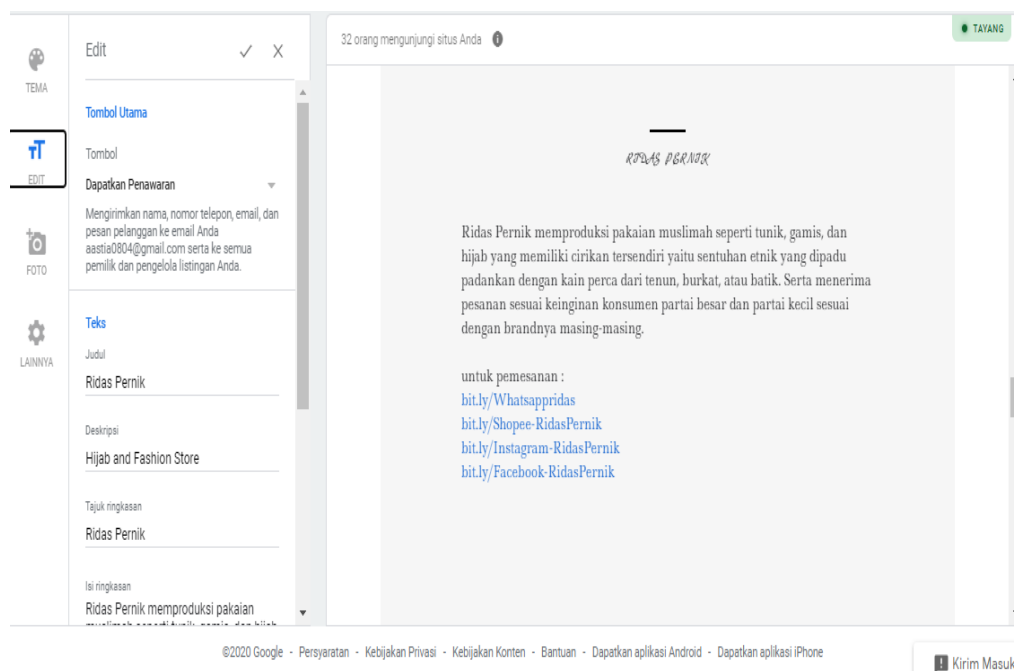 32 orang mengunjungi situs Anda
TAYANG
TEMA
EDIT
FOTO
LAINNYA
Edit
Tombol Utama
Tombol
Dapatkan Penawaran
Mengirimkan nama, nomor telepon, email, dan
pesan pelanggan ke email Anda
aastia0804@gmail.com serta ke semua
pemilik dan pengelola listingan Anda.
Teks
Judul
Ridas Pernik
Deskripsi
Hijab and Fashion Store
Tajuk ringkasan
Ridas Pernik
Isi ringkasan
Ridas Pernik memproduksi pakaian
muslimah seperti tunik, gamis, dan hijab
RIDAS PERNIK
Ridas Pernik memproduksi pakaian muslimah seperti tunik, gamis, dan
hijab yang memiliki cirikan tersendiri yaitu sentuhan etnik yang dipadu
padankan dengan kain perca dari tenun, burkat, atau batik. Serta menerima
pesanan sesuai keinginan konsumen partai besar dan partai kecil sesuai
dengan brandnya masing-masing.
untuk pemesanan :
bit.ly/Whatsappridas
bit.ly/Shopee-RidasPernik
bit.ly/Instagram-RidasPernik
bit.ly/Facebook-RidasPernik
©2020 Google - Persyaratan - Kebijakan Privasi - Kebijakan Konten - Bantuan - Dapatkan aplikasi Android - Dapatkan aplikasi iPhone
Kirim Masuk